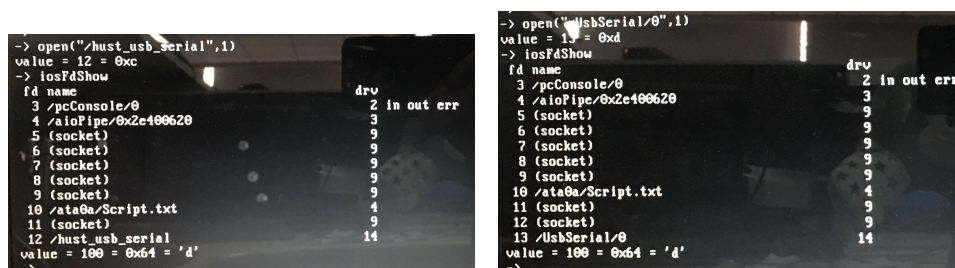 -> open("/hust_usb_serial",1)
value = 12 = 0xc
-> iosFdShow
fd name drv
3 /pcConsole/0 2 in out err
4 /aioPipe/0x2e400620 3
5 (socket) 9
6 (socket) 9
7 (socket) 9
8 (socket) 9
9 (socket) 9
10 /ata0a/Script.txt 4
11 (socket) 9
12 /hust_usb_serial 14
value = 100 = 0x64 = 'd'
-> open("/UsbSerial/0",1)
value = 13 = 0xd
-> iosFdShow
fd name drv
3 /pcConsole/0 2 in out err
4 /aioPipe/0x2e400620 3
5 (socket) 9
6 (socket) 9
7 (socket) 9
8 (socket) 9
9 (socket) 9
10 /ata0a/Script.txt 4
11 (socket) 9
12 (socket) 9
13 /UsbSerial/0 14
value = 100 = 0x64 = 'd'
->